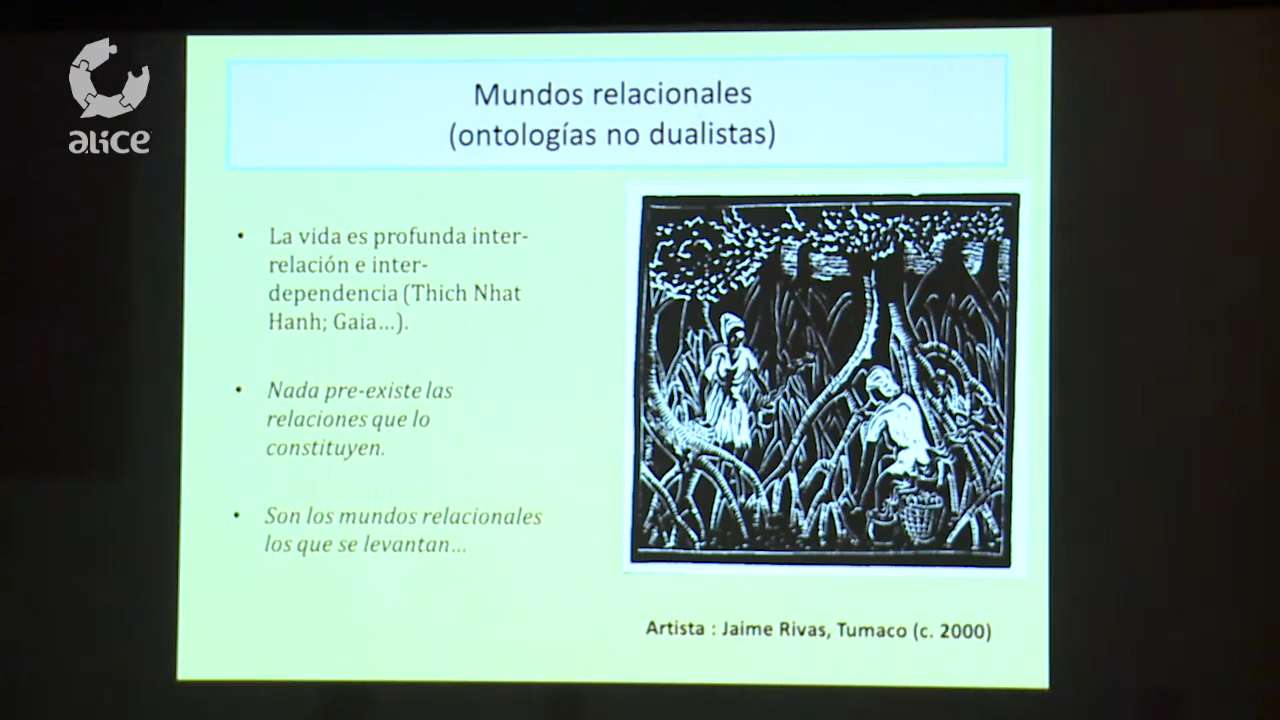 alice
Mundos relacionales
(ontologías no dualistas)
• La vida es profunda inter-
relación e inter-
dependencia (Thich Nhat
Hanh; Gaia...).
• Nada pre-existe las
relaciones que lo
constituyen.
• Son los mundos relacionales
los que se levantan...
Artista : Jaime Rivas, Tumaco (c. 2000)